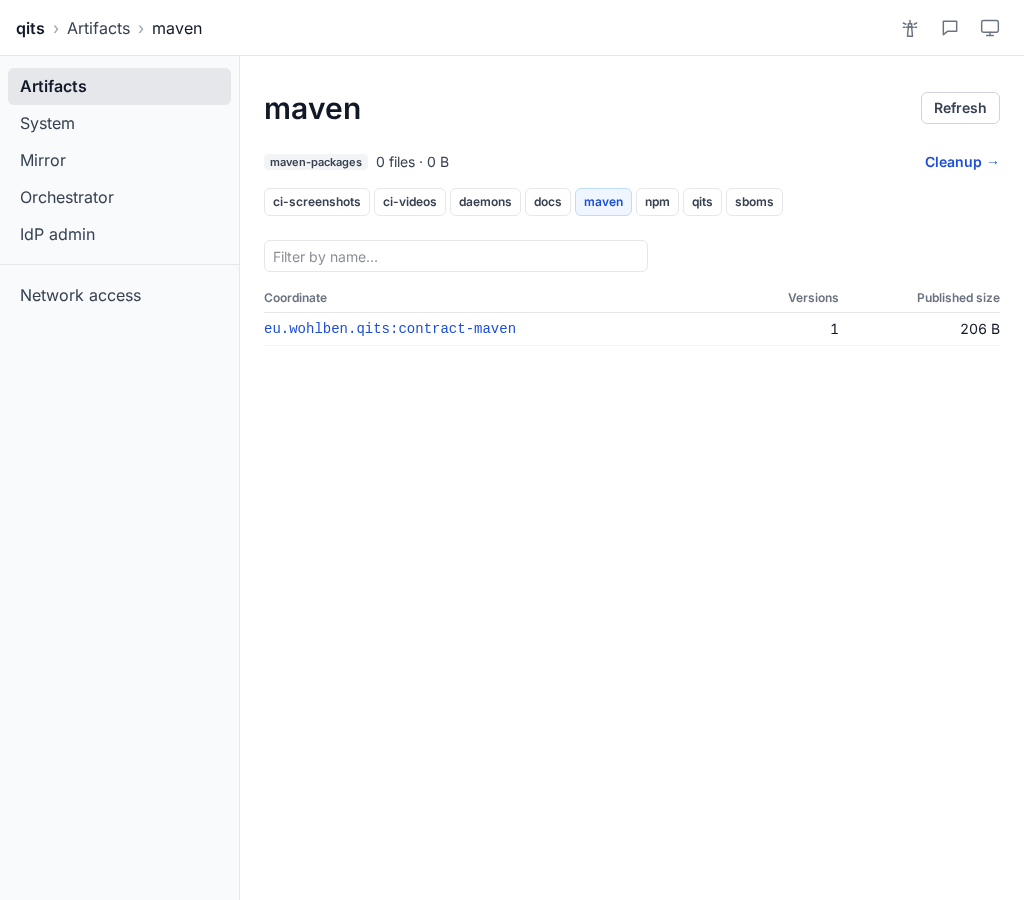 qits › Artifacts › maven
Artifacts
System
Mirror
Orchestrator
IdP admin
Network access
maven
Refresh
maven-packages 0 files · 0 B
Cleanup →
ci-screenshots ci-videos daemons docs maven npm qits sboms
Filter by name...
Coordinate Versions Published size
eu.wohlben.qits:contract-maven 1 206 B